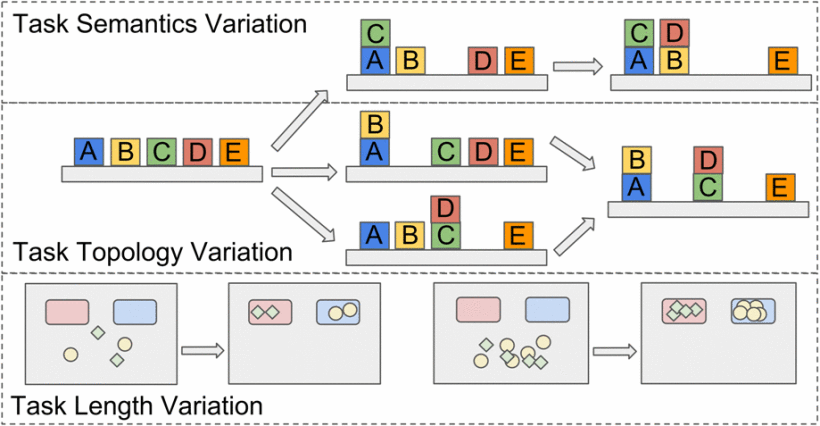 Task Semantics Variation
C
A B D E
C D
A B E
A B C D E
B
A C D E
D
A B C E
B D
A C E
Task Topology Variation
Task Length Variation